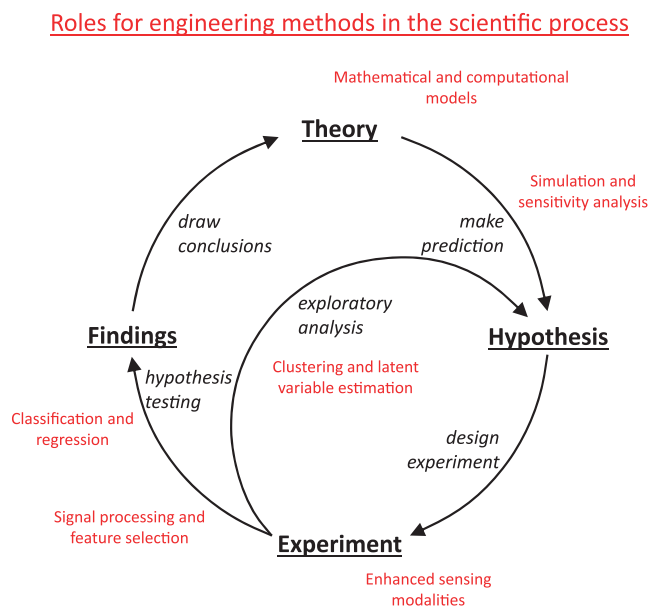 Roles for engineering methods in the scientific process
Mathematical and computational
models
Theory
Simulation and
sensitivity analysis
draw
conclusions
make
prediction
exploratory
analysis
Findings
Hypothesis
hypothesis
testing
Clustering and latent
variable estimation
Classification and
regression
design
experiment
Signal processing and
feature selection
Experiment
Enhanced sensing
modalities